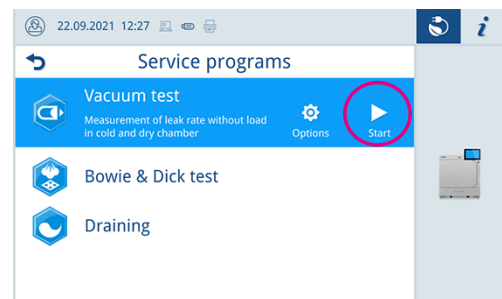 22.09.2021 12:27
i
Service programs
Vacuum test
Measurement of leak rate without load
in cold and dry chamber
Options
Start
Bowie & Dick test
Draining